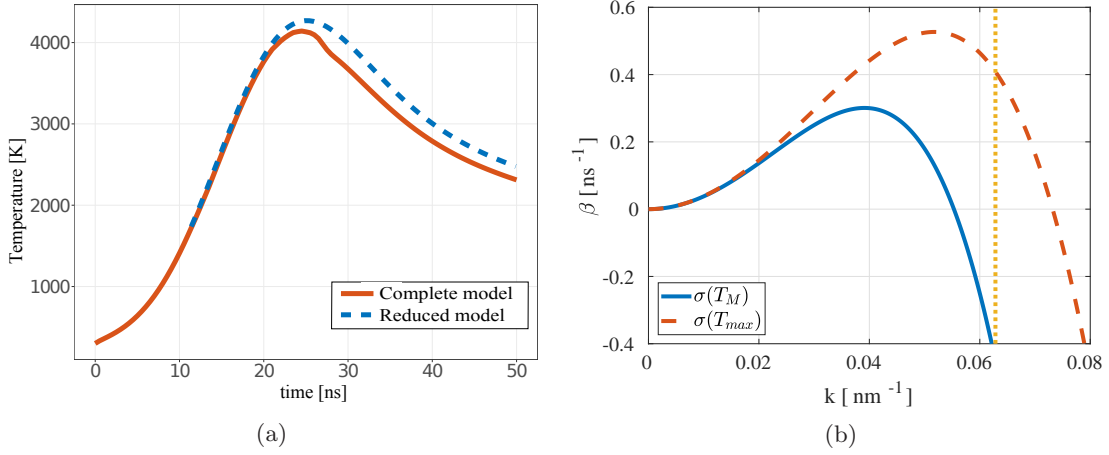 4000
3000
2000
1000
Temperature [K]
0
10
20
30
40
50
time [ns]
Complete model
Reduced model
(a)
0.6
0.4
0.2
0
-0.2
-0.4
β [ ns⁻¹ ]
0
0.02
0.04
0.06
0.08
k [ nm⁻¹ ]
σ(T_M)
σ(T_max)
(b)